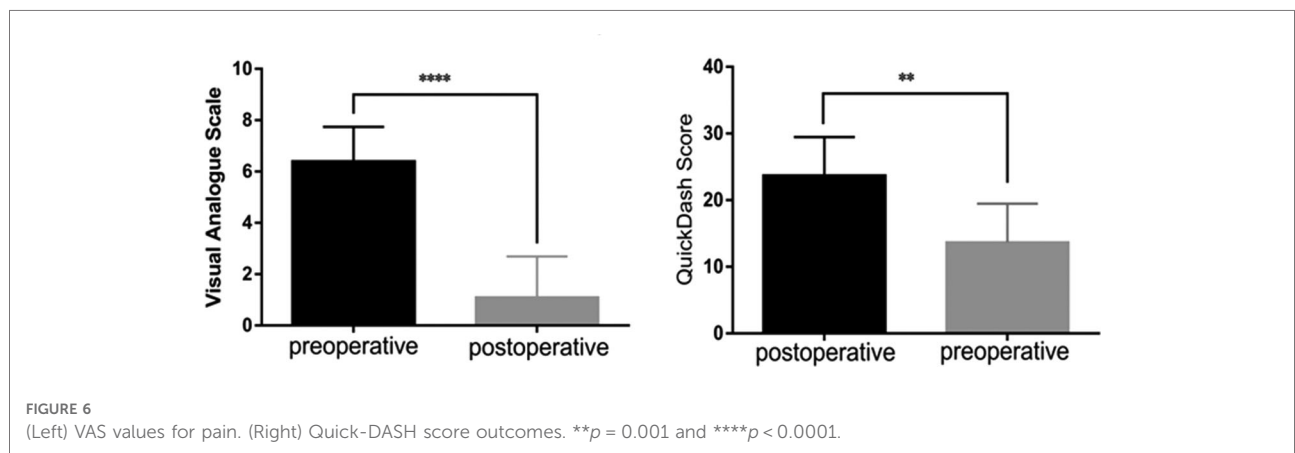 10
8
6
4
2
0
Visual Analogue Scale
****
preoperative postoperative
40
30
20
10
0
QuickDash Score
**
postoperative preoperative
FIGURE 6
(Left) VAS values for pain. (Right) Quick-DASH score outcomes. **p = 0.001 and ****p < 0.0001.